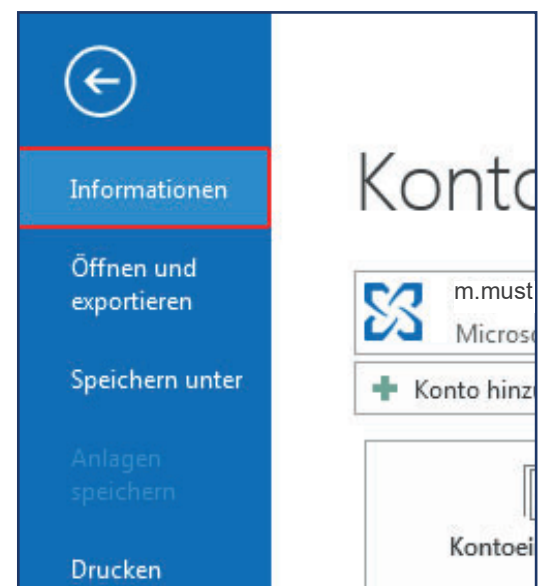 Informationen
Öffnen und
exportieren
Speichern unter
Anlagen
speichern
Drucken
Konto
m.must
Microso
Konto hinzu
Kontoei